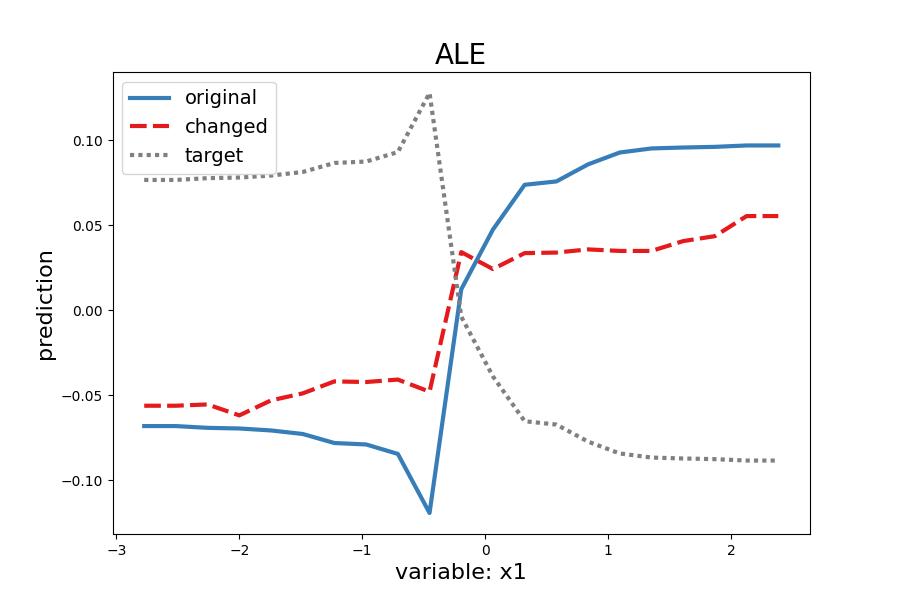 ALE
original
changed
target
prediction
0.10
0.05
0.00
−0.05
−0.10
−3
−2
−1
0
1
2
variable: x1